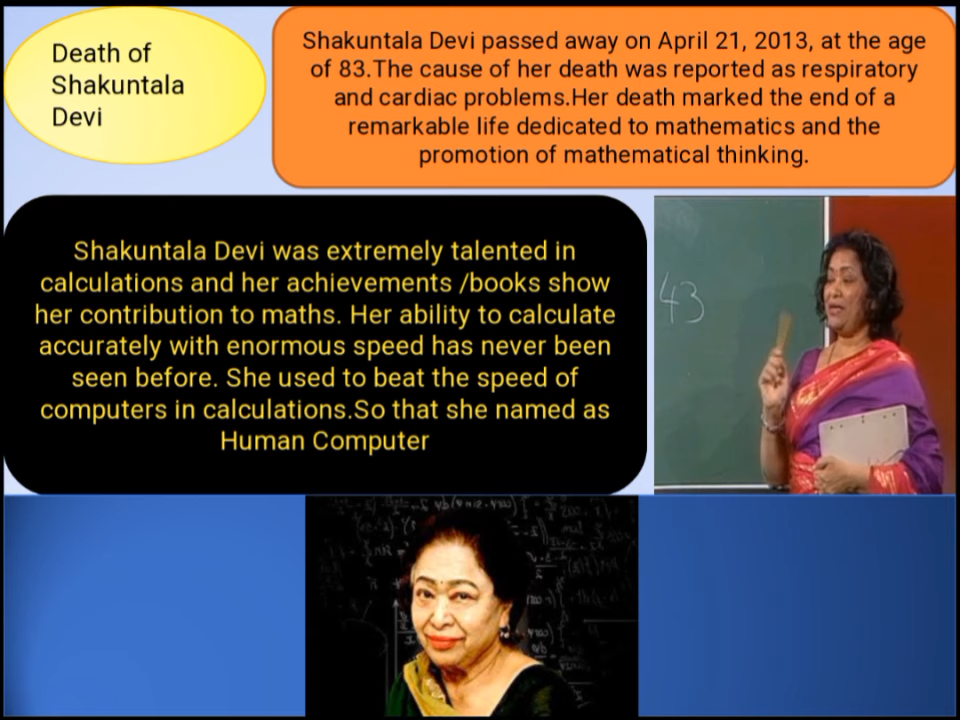 Death of
Shakuntala
Devi
Shakuntala Devi passed away on April 21, 2013, at the age
of 83.The cause of her death was reported as respiratory
and cardiac problems.Her death marked the end of a
remarkable life dedicated to mathematics and the
promotion of mathematical thinking.
Shakuntala Devi was extremely talented in
calculations and her achievements /books show
her contribution to maths. Her ability to calculate
accurately with enormous speed has never been
seen before. She used to beat the speed of
computers in calculations.So that she named as
Human Computer
43